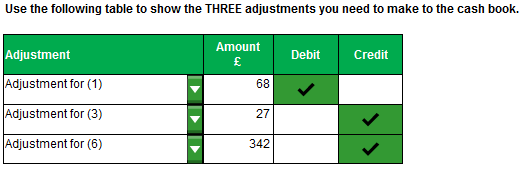 Use the following table to show the THREE adjustments you need to make to the cash book.
Adjustment Amount £ Debit Credit
Adjustment for (1) 68
Adjustment for (3) 27
Adjustment for (6) 342